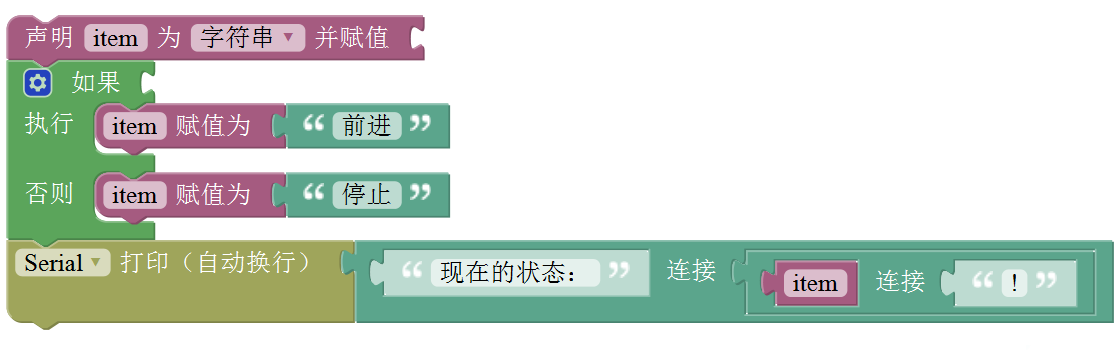 声明 item 为 字符串 并赋值
如果
执行 item 赋值为 “ 前进 ”
否则 item 赋值为 “ 停止 ”
Serial 打印（自动换行） “ 现在的状态： ” 连接 item 连接 “ ! ”